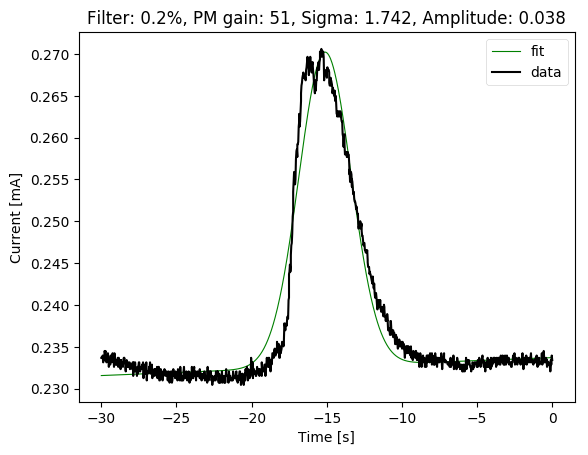 Filter: 0.2%, PM gain: 51, Sigma: 1.742, Amplitude: 0.038
fit
data
Current [mA]
0.270
0.265
0.260
0.255
0.250
0.245
0.240
0.235
0.230
−30 −25 −20 −15 −10 −5 0
Time [s]